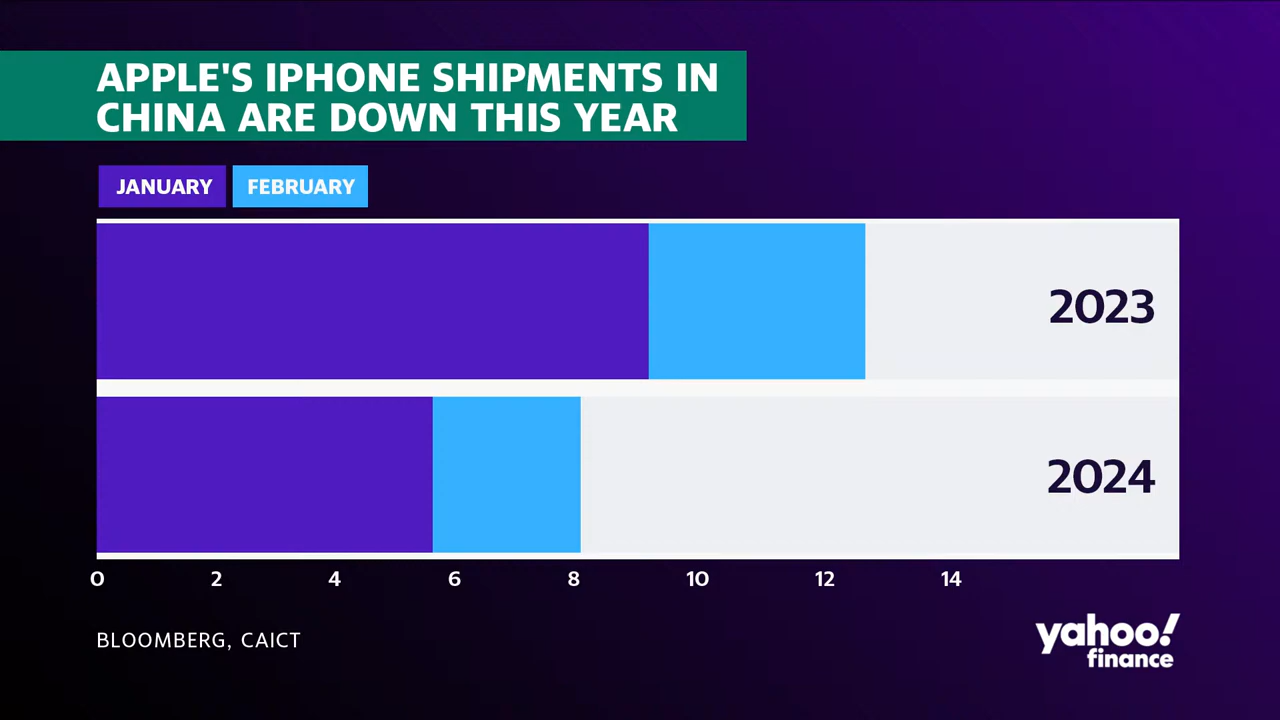 APPLE'S IPHONE SHIPMENTS IN
CHINA ARE DOWN THIS YEAR
JANUARY FEBRUARY
2023
2024
0 2 4 6 8 10 12 14
BLOOMBERG, CAICT
yahoo!
finance